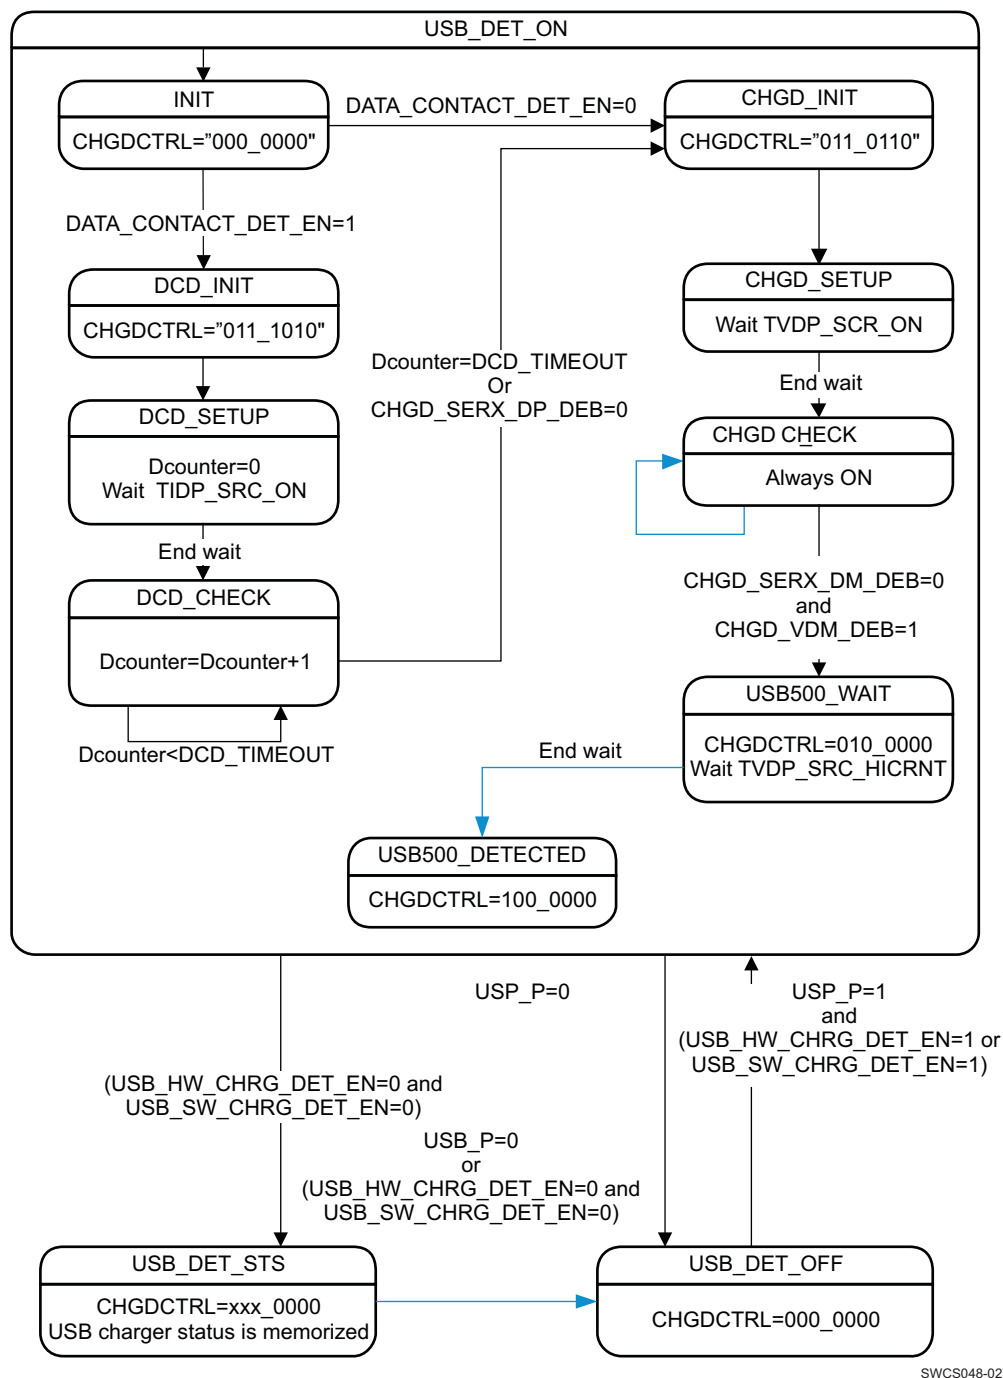 USB_DET_ON
INIT
CHGDCTRL=”000_0000"
DATA_CONTACT_DET_EN=0
CHGD_INIT
CHGDCTRL=”011_0110"
DATA_CONTACT_DET_EN=1
DCD_INIT
CHGDCTRL=”011_1010"
CHGD_SETUP
Wait TVDP_SCR_ON
End wait
DCD_SETUP
Dcounter=0
Wait TIDP_SRC_ON
End wait
Dcounter=DCD_TIMEOUT
Or
CHGD_SERX_DP_DEB=0
CHGD CHECK
Always ON
DCD_CHECK
Dcounter=Dcounter+1
Dcounter<DCD_TIMEOUT
CHGD_SERX_DM_DEB=0
and
CHGD_VDM_DEB=1
USB500_WAIT
CHGDCTRL=010_0000
Wait TVDP_SRC_HICRNT
End wait
USB500_DETECTED
CHGDCTRL=100_0000
USP_P=0
USP_P=1
and
(USB_HW_CHRG_DET_EN=1 or
USB_SW_CHRG_DET_EN=1)
(USB_HW_CHRG_DET_EN=0 and
USB_SW_CHRG_DET_EN=0)
USB_P=0
or
(USB_HW_CHRG_DET_EN=0 and
USB_SW_CHRG_DET_EN=0)
USB_DET_STS
CHGDCTRL=xxx_0000
USB charger status is memorized
USB_DET_OFF
CHGDCTRL=000_0000
SWCS048-02